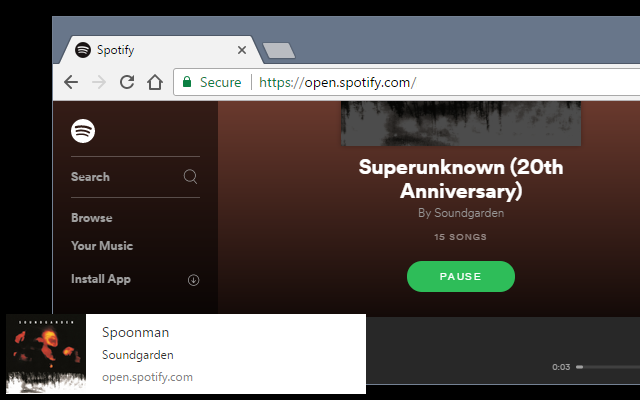 Spotify
Secure
https://open.spotify.com/
Search
Browse
Your Music
Install App
Superunknown (20th
Anniversary)
By Soundgarden
15 SONGS
PAUSE
0:03
SOUNDGARDEN
Spoonman
Soundgarden
open.spotify.com